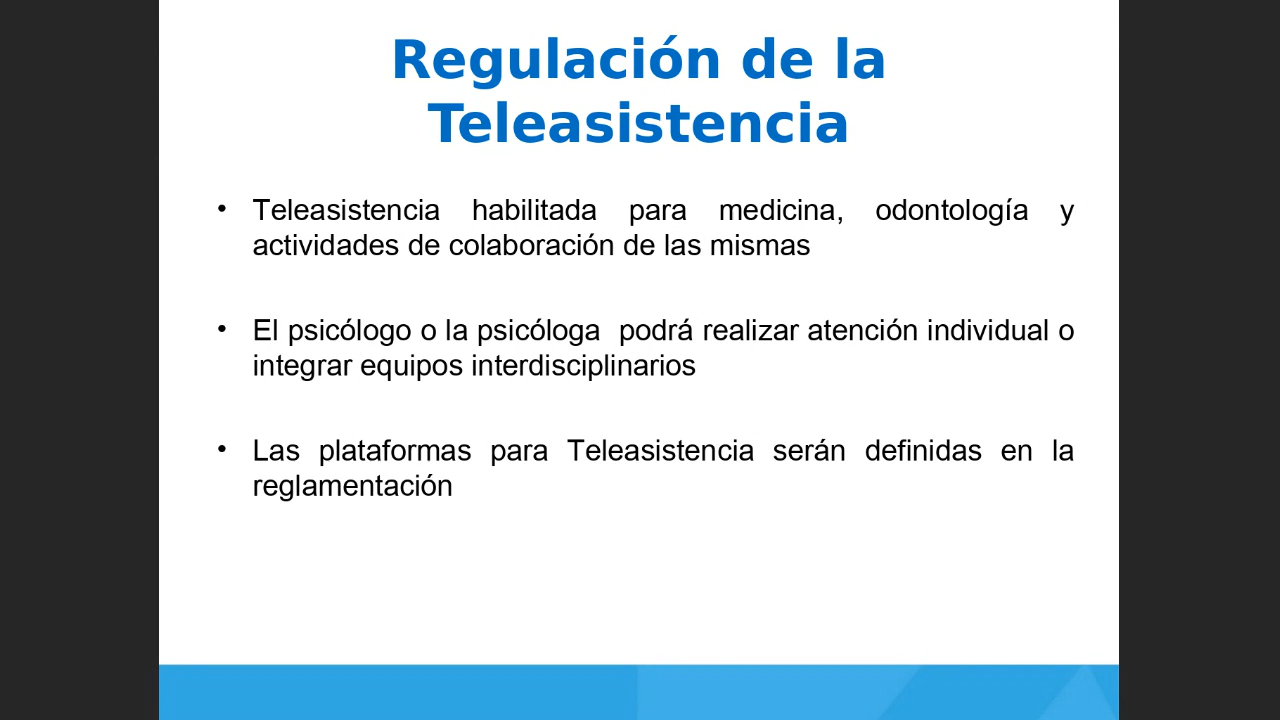 Regulación de la
Teleasistencia
• Teleasistencia habilitada para medicina, odontología y
actividades de colaboración de las mismas
• El psicólogo o la psicóloga  podrá realizar atención individual o
integrar equipos interdisciplinarios
• Las plataformas para Teleasistencia serán definidas en la
reglamentación